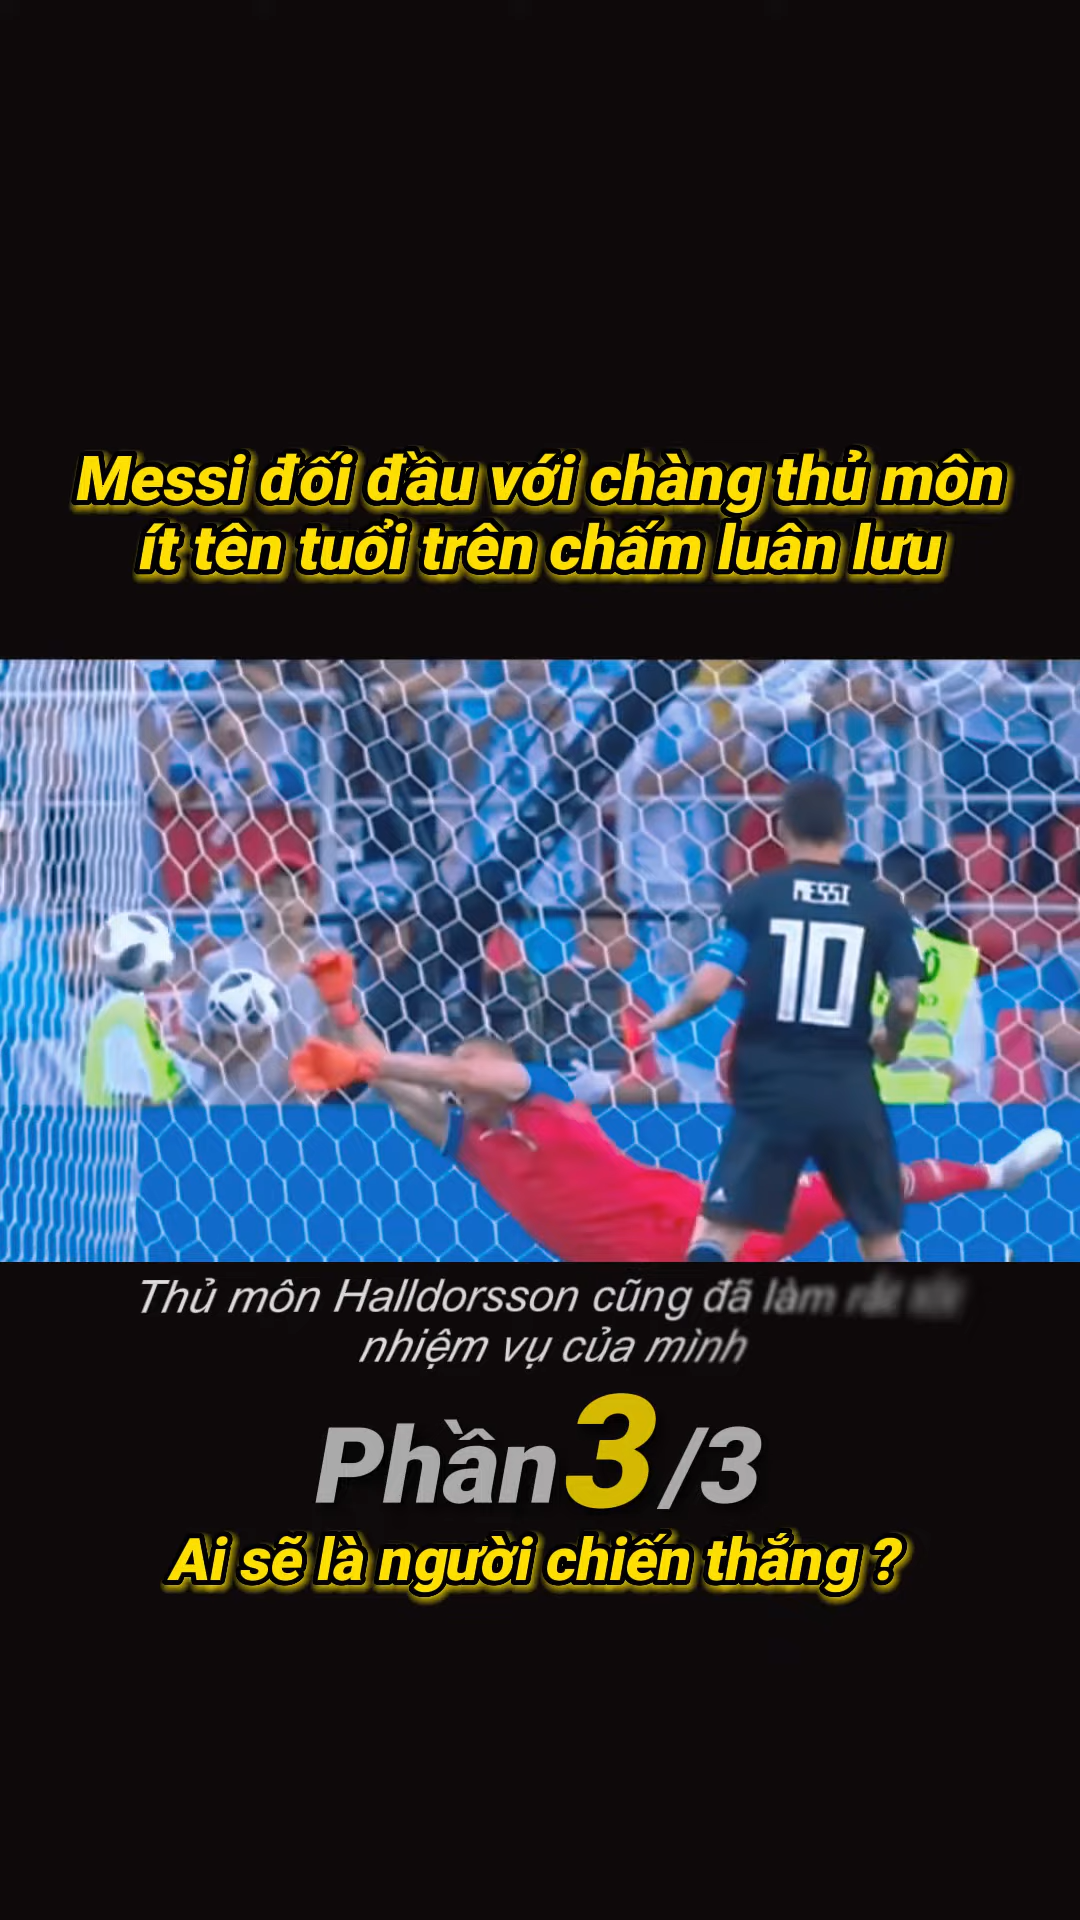 Messi đối đầu với chàng thủ môn
ít tên tuổi trên chấm luân lưu
MESSI
10
Thủ môn Halldorsson cũng đã làm
nhiệm vụ của mình
Phần 3/3
Ai sẽ là người chiến thắng ?